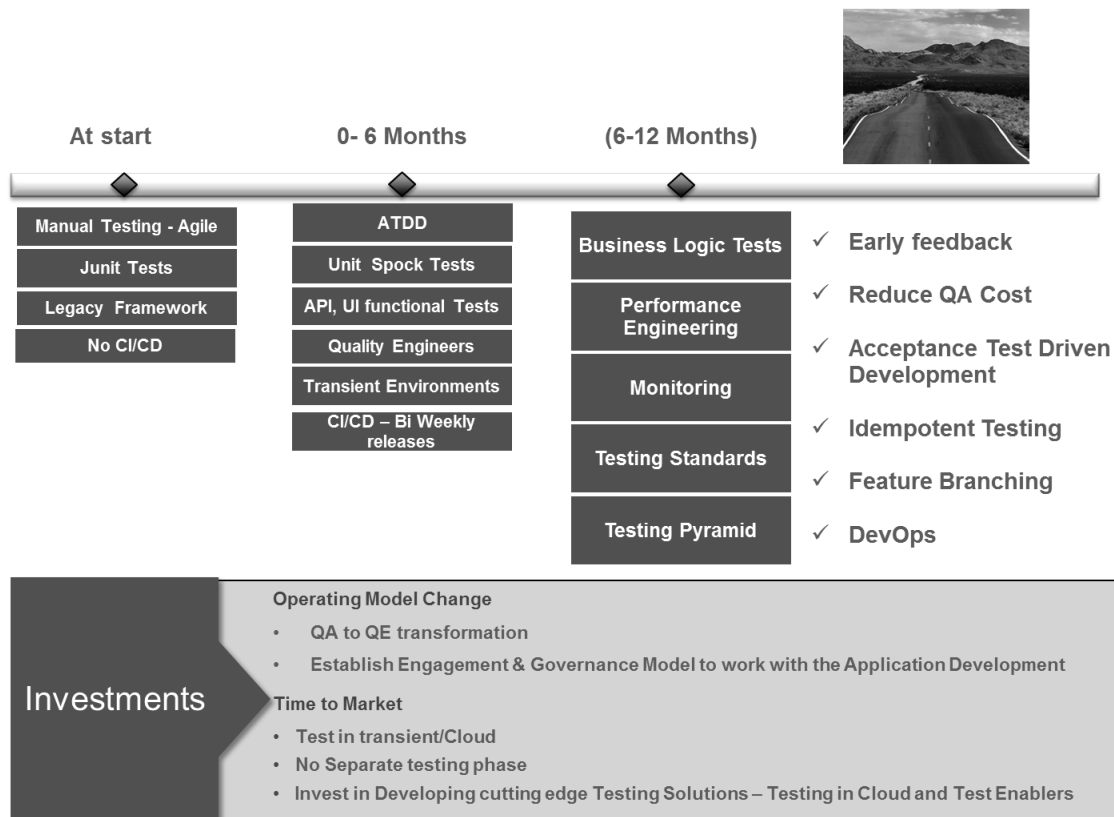 At start
0- 6 Months
(6-12 Months)
Manual Testing - Agile
Junit Tests
Legacy Framework
No CI/CD
ATDD
Unit Spock Tests
API, UI functional Tests
Quality Engineers
Transient Environments
CI/CD – Bi Weekly
releases
Business Logic Tests
Performance
Engineering
Monitoring
Testing Standards
Testing Pyramid
✓ Early feedback
✓ Reduce QA Cost
✓ Acceptance Test Driven
Development
✓ Idempotent Testing
✓ Feature Branching
✓ DevOps
Investments
Operating Model Change
• QA to QE transformation
• Establish Engagement & Governance Model to work with the Application Development
Time to Market
• Test in transient/Cloud
• No Separate testing phase
• Invest in Developing cutting edge Testing Solutions – Testing in Cloud and Test Enablers